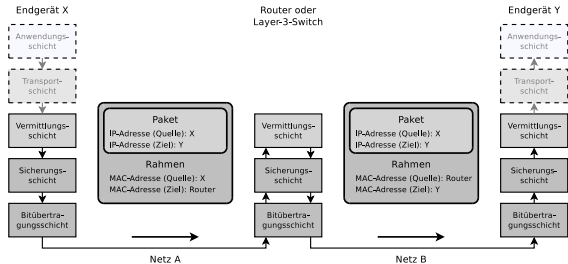 Endgerät X
Router oder
Layer-3-Switch
Endgerät Y
Anwendungs-
schicht
Anwendungs-
schicht
Transport-
schicht
Transport-
schicht
Vermittlungs-
schicht
Paket
IP-Adresse (Quelle): X
IP-Adresse (Ziel): Y
Vermittlungs-
schicht
Paket
IP-Adresse (Quelle): X
IP-Adresse (Ziel): Y
Vermittlungs-
schicht
Sicherungs-
schicht
Rahmen
MAC-Adresse (Quelle): X
MAC-Adresse (Ziel): Router
Sicherungs-
schicht
Rahmen
MAC-Adresse (Quelle): Router
MAC-Adresse (Ziel): Y
Sicherungs-
schicht
Bitübertra-
gungsschicht
Bitübertra-
gungsschicht
Bitübertra-
gungsschicht
Netz A
Netz B